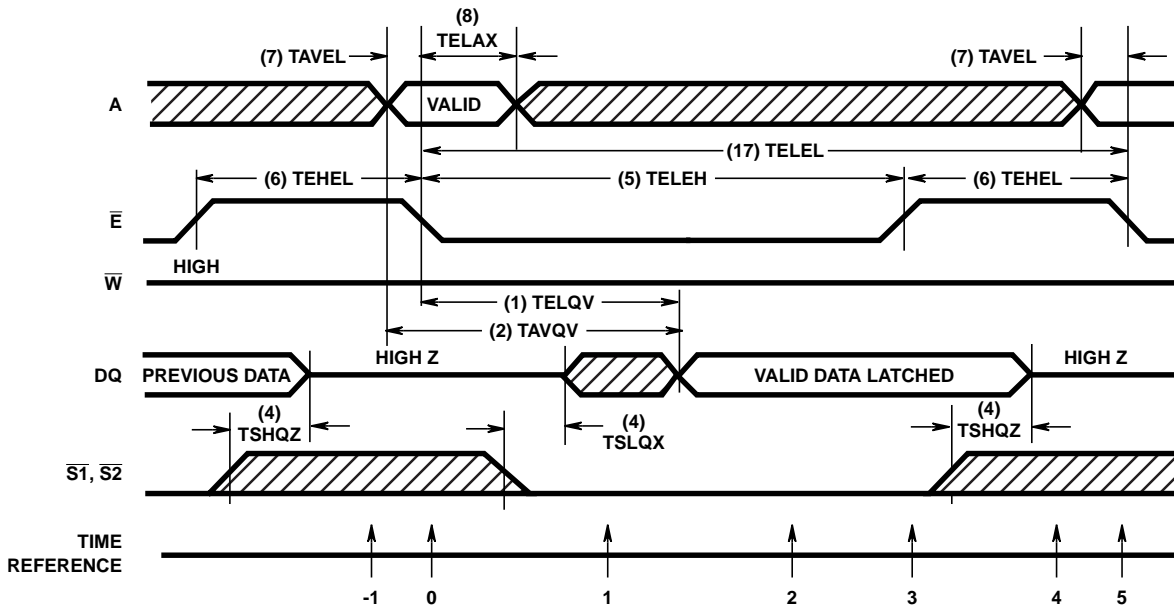 (8)
TELAX
(7) TAVEL
(7) TAVEL
A
VALID
(17) TELEL
(6) TEHEL
(5) TELEH
(6) TEHEL
E
HIGH
W
(1) TELQV
(2) TAVQV
HIGH Z
HIGH Z
DQ
PREVIOUS DATA
VALID DATA LATCHED
(4)
TSHQZ
(4)
TSLQX
(4)
TSHQZ
S1, S2
TIME
REFERENCE
-1
0
1
2
3
4
5